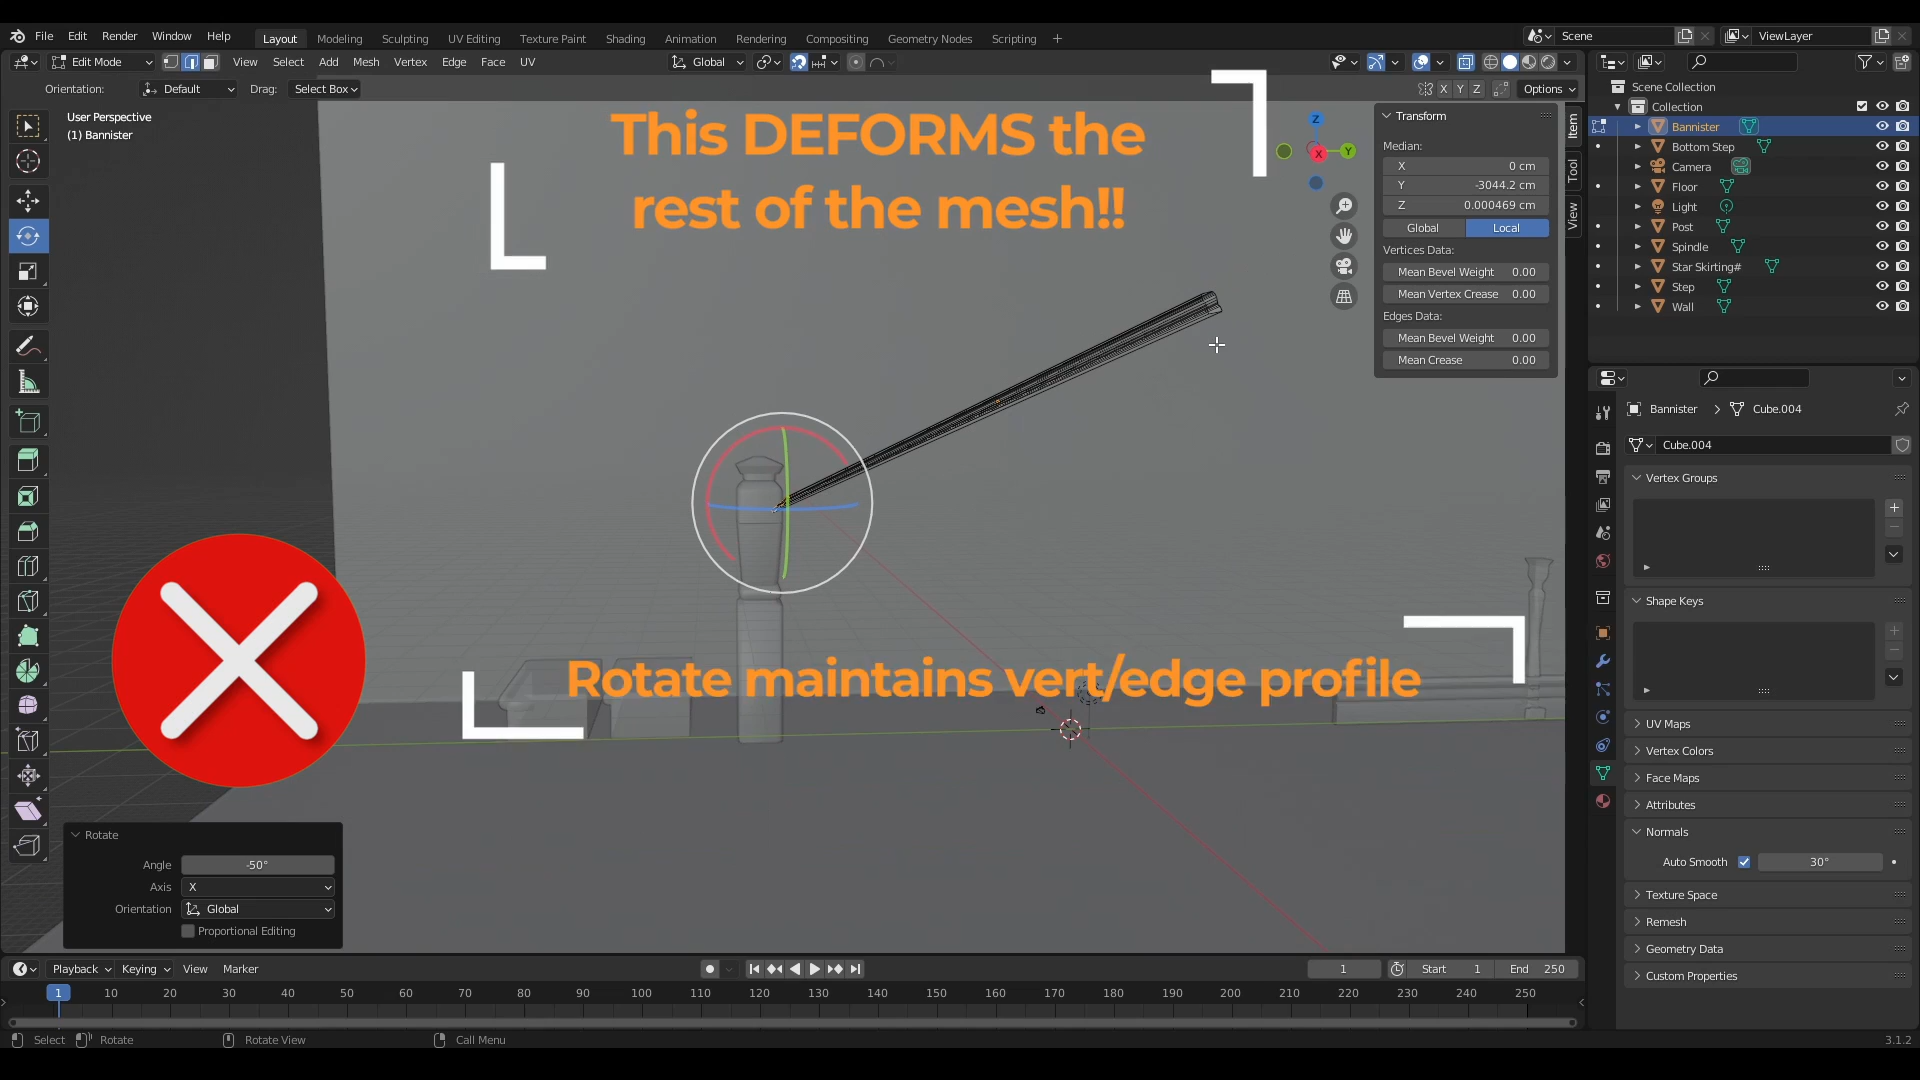 File Edit Render Window Help Layout Modeling Sculpting UV Editing Texture Paint Shading Animation Rendering Compositing Geometry Nodes Scripting + Scene ViewLayer
Edit Mode View Select Add Mesh Vertex Edge Face UV Global
Orientation: Default Drag: Select Box X Y Z Options
User Perspective
(1) Bannister
This DEFORMS the
rest of the mesh!!
Z
X
Y
Transform
Median:
X 0 cm
Y -3044.2 cm
Z 0.000469 cm
Global Local
Vertices Data:
Mean Bevel Weight 0.00
Mean Vertex Crease 0.00
Edges Data:
Mean Bevel Weight 0.00
Mean Crease 0.00
Item
Tool
View
Scene Collection
Collection
Bannister
Bottom Step
Camera
Floor
Light
Post
Spindle
Star Skirting#
Step
Wall
Bannister > Cube.004
Cube.004
Vertex Groups
Shape Keys
UV Maps
Vertex Colors
Face Maps
Attributes
Normals
Auto Smooth 30°
Texture Space
Remesh
Geometry Data
Custom Properties
Rotate maintains vert/edge profile
Rotate
Angle -50°
Axis X
Orientation Global
Proportional Editing
Playback Keying View Marker 1 Start 1 End 250
1 10 20 30 40 50 60 70 80 90 100 110 120 130 140 150 160 170 180 190 200 210 220 230 240 250
Select Rotate Rotate View Call Menu 3.1.2